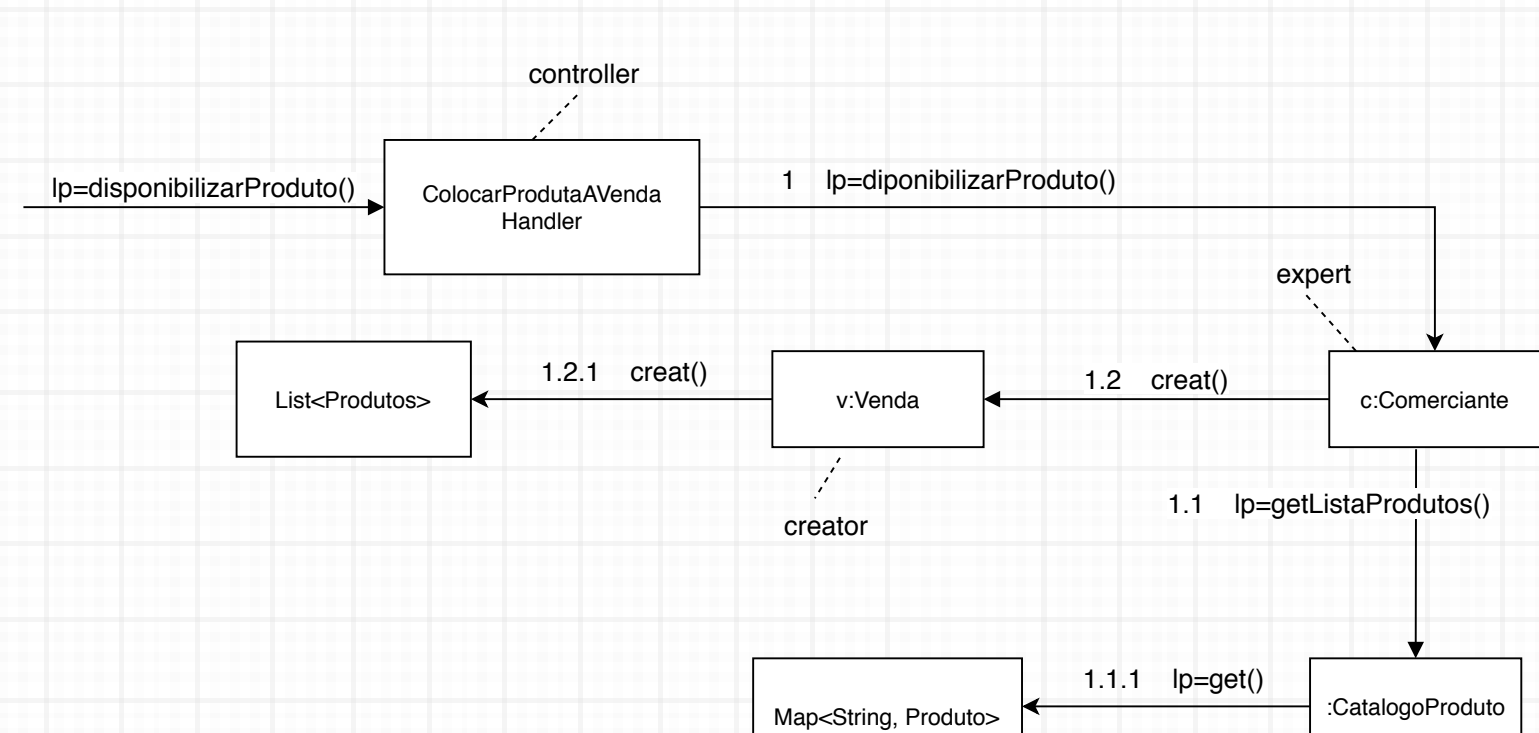 controller
lp=disponibilizarProduto()
ColocarProdutaAVenda
Handler
1 lp=diponibilizarProduto()
expert
List<Produtos>
1.2.1 creat()
v:Venda
1.2 creat()
c:Comerciante
creator
1.1 lp=getListaProdutos()
Map<String, Produto>
1.1.1 lp=get()
:CatalogoProduto